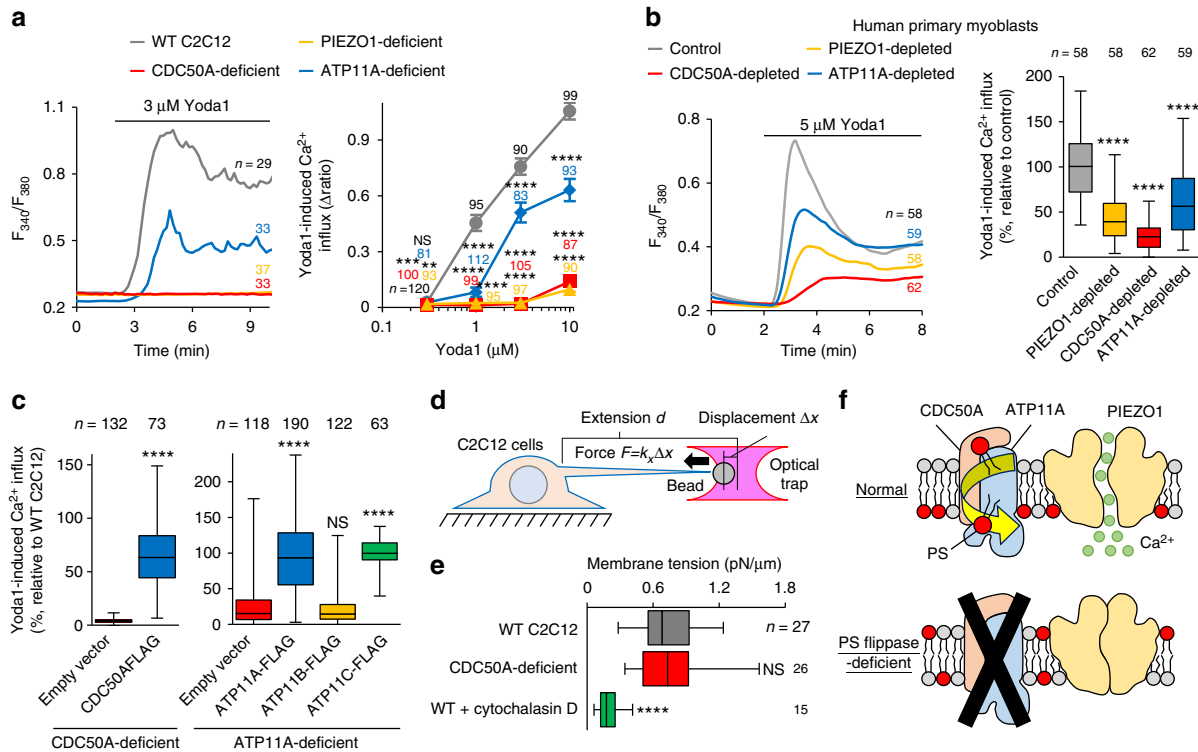 a
WT C2C12
PIEZO1-deficient
CDC50A-deficient
ATP11A-deficient
3 μM Yoda1
1.1
0.8
0.5
0.2
F340/F380
n = 29
33
37
33
0
3
6
9
Time (min)
Yoda1-induced Ca2+
influx (Δratio)
1.2
0.9
0.6
0.3
0
99
90
95
****
93
****
83
NS
81
****
112
****
87
***
100
**
93
****
99
****
105
****
90
n = 120
****
95
****
97
0.1
1
10
Yoda1 (μM)
b
Human primary myoblasts
Control
PIEZO1-depleted
CDC50A-depleted
ATP11A-depleted
5 μM Yoda1
0.8
0.6
0.4
0.2
F340/F380
n = 58
59
58
62
0
2
4
6
8
Time (min)
n = 58
58
62
59
Yoda1-induced Ca2+ influx
(%, relative to control)
200
150
100
50
0
****
****
****
Control
PIEZO1-depleted
CDC50A-depleted
ATP11A-depleted
c
n = 132
73
n = 118
190
122
63
Yoda1-induced Ca2+ influx
(%, relative to WT C2C12)
150
100
50
0
****
200
150
100
50
0
****
NS
****
Empty vector
CDC50AFLAG
Empty vector
ATP11A-FLAG
ATP11B-FLAG
ATP11C-FLAG
CDC50A-deficient
ATP11A-deficient
d
Extension d
Displacement Δx
C2C12 cells
Force F=kxΔx
Bead
Optical
trap
e
Membrane tension (pN/μm)
0
0.6
1.2
1.8
WT C2C12
n = 27
CDC50A-deficient
NS
26
WT + cytochalasin D
****
15
f
CDC50A
ATP11A
PIEZO1
Normal
PS
Ca2+
PS flippase
-deficient